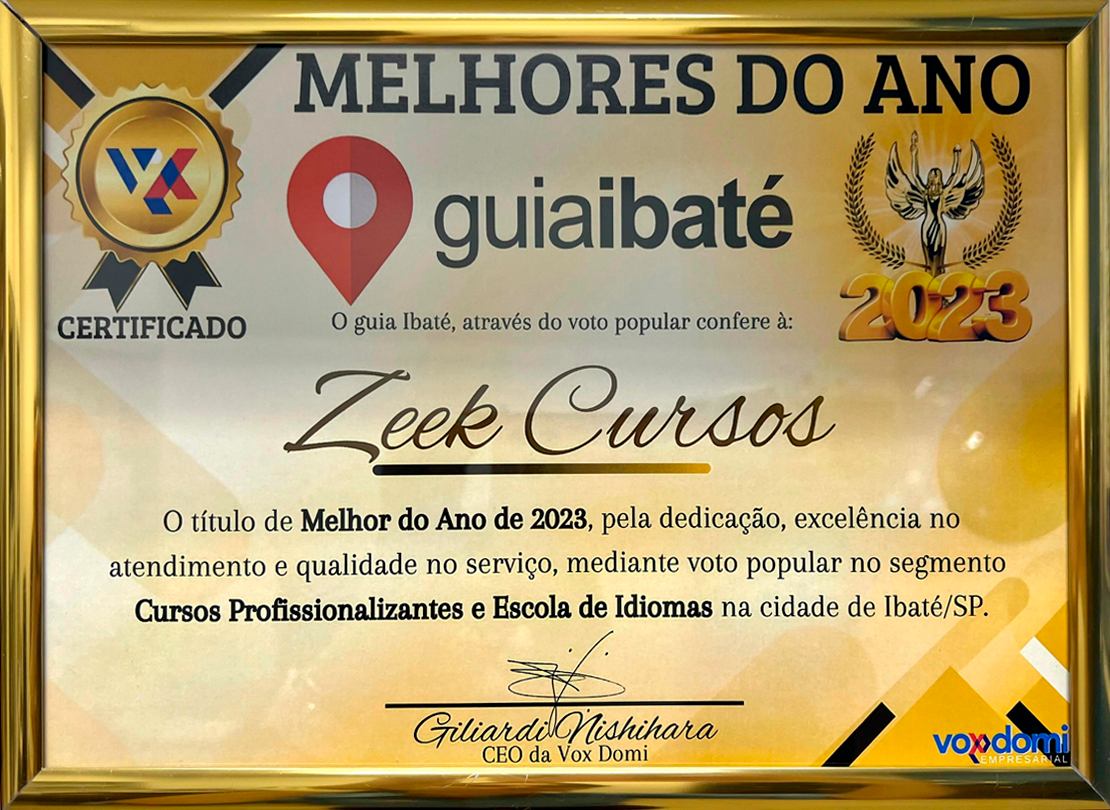 MELHORES DO ANO
VX
guiaibaté
2023
CERTIFICADO
O guia Ibaté, através do voto popular confere à:
Zeek Cursos
O título de Melhor do Ano de 2023, pela dedicação, excelência no
atendimento e qualidade no serviço, mediante voto popular no segmento
Cursos Profissionalizantes e Escola de Idiomas na cidade de Ibaté/SP.
Giliardi Nishihara
CEO da Vox Domi
voxdomi
EMPRESARIAL